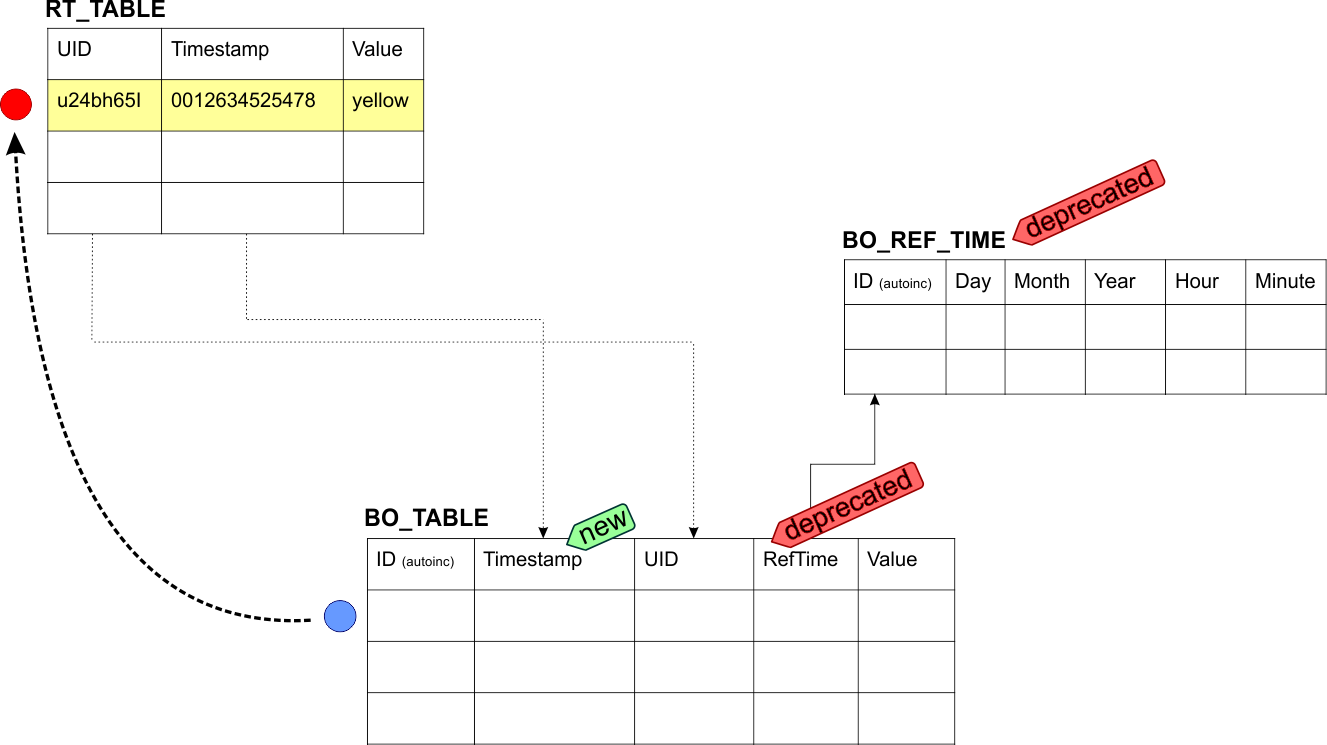 RT_TABLE
UID Timestamp Value
u24bh65I 0012634525478 yellow
deprecated
BO_REF_TIME
ID (autoinc) Day Month Year Hour Minute
deprecated
new
BO_TABLE
ID (autoinc) Timestamp UID RefTime Value